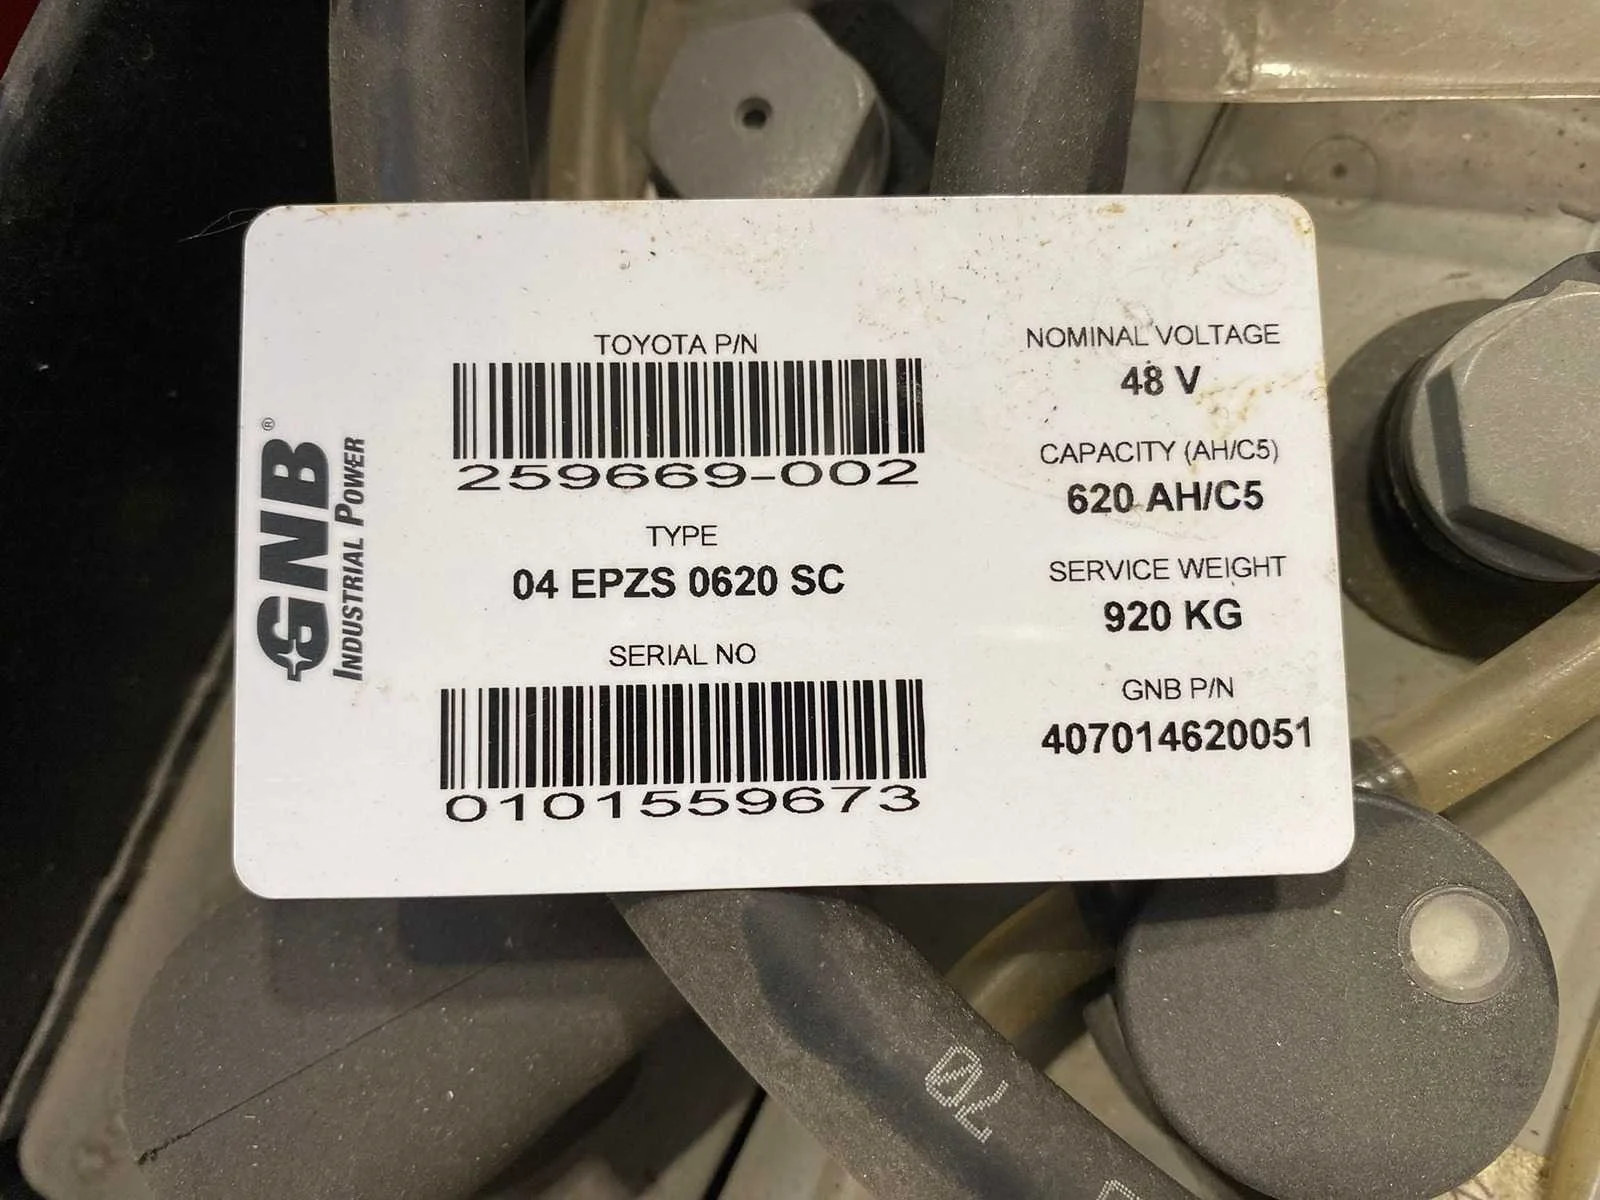 GNB®
INDUSTRIAL POWER
TOYOTA P/N
259669-002
TYPE
04 EPZS 0620 SC
SERIAL NO
0101559673
NOMINAL VOLTAGE
48 V
CAPACITY (AH/C5)
620 AH/C5
SERVICE WEIGHT
920 KG
GNB P/N
407014620051
70